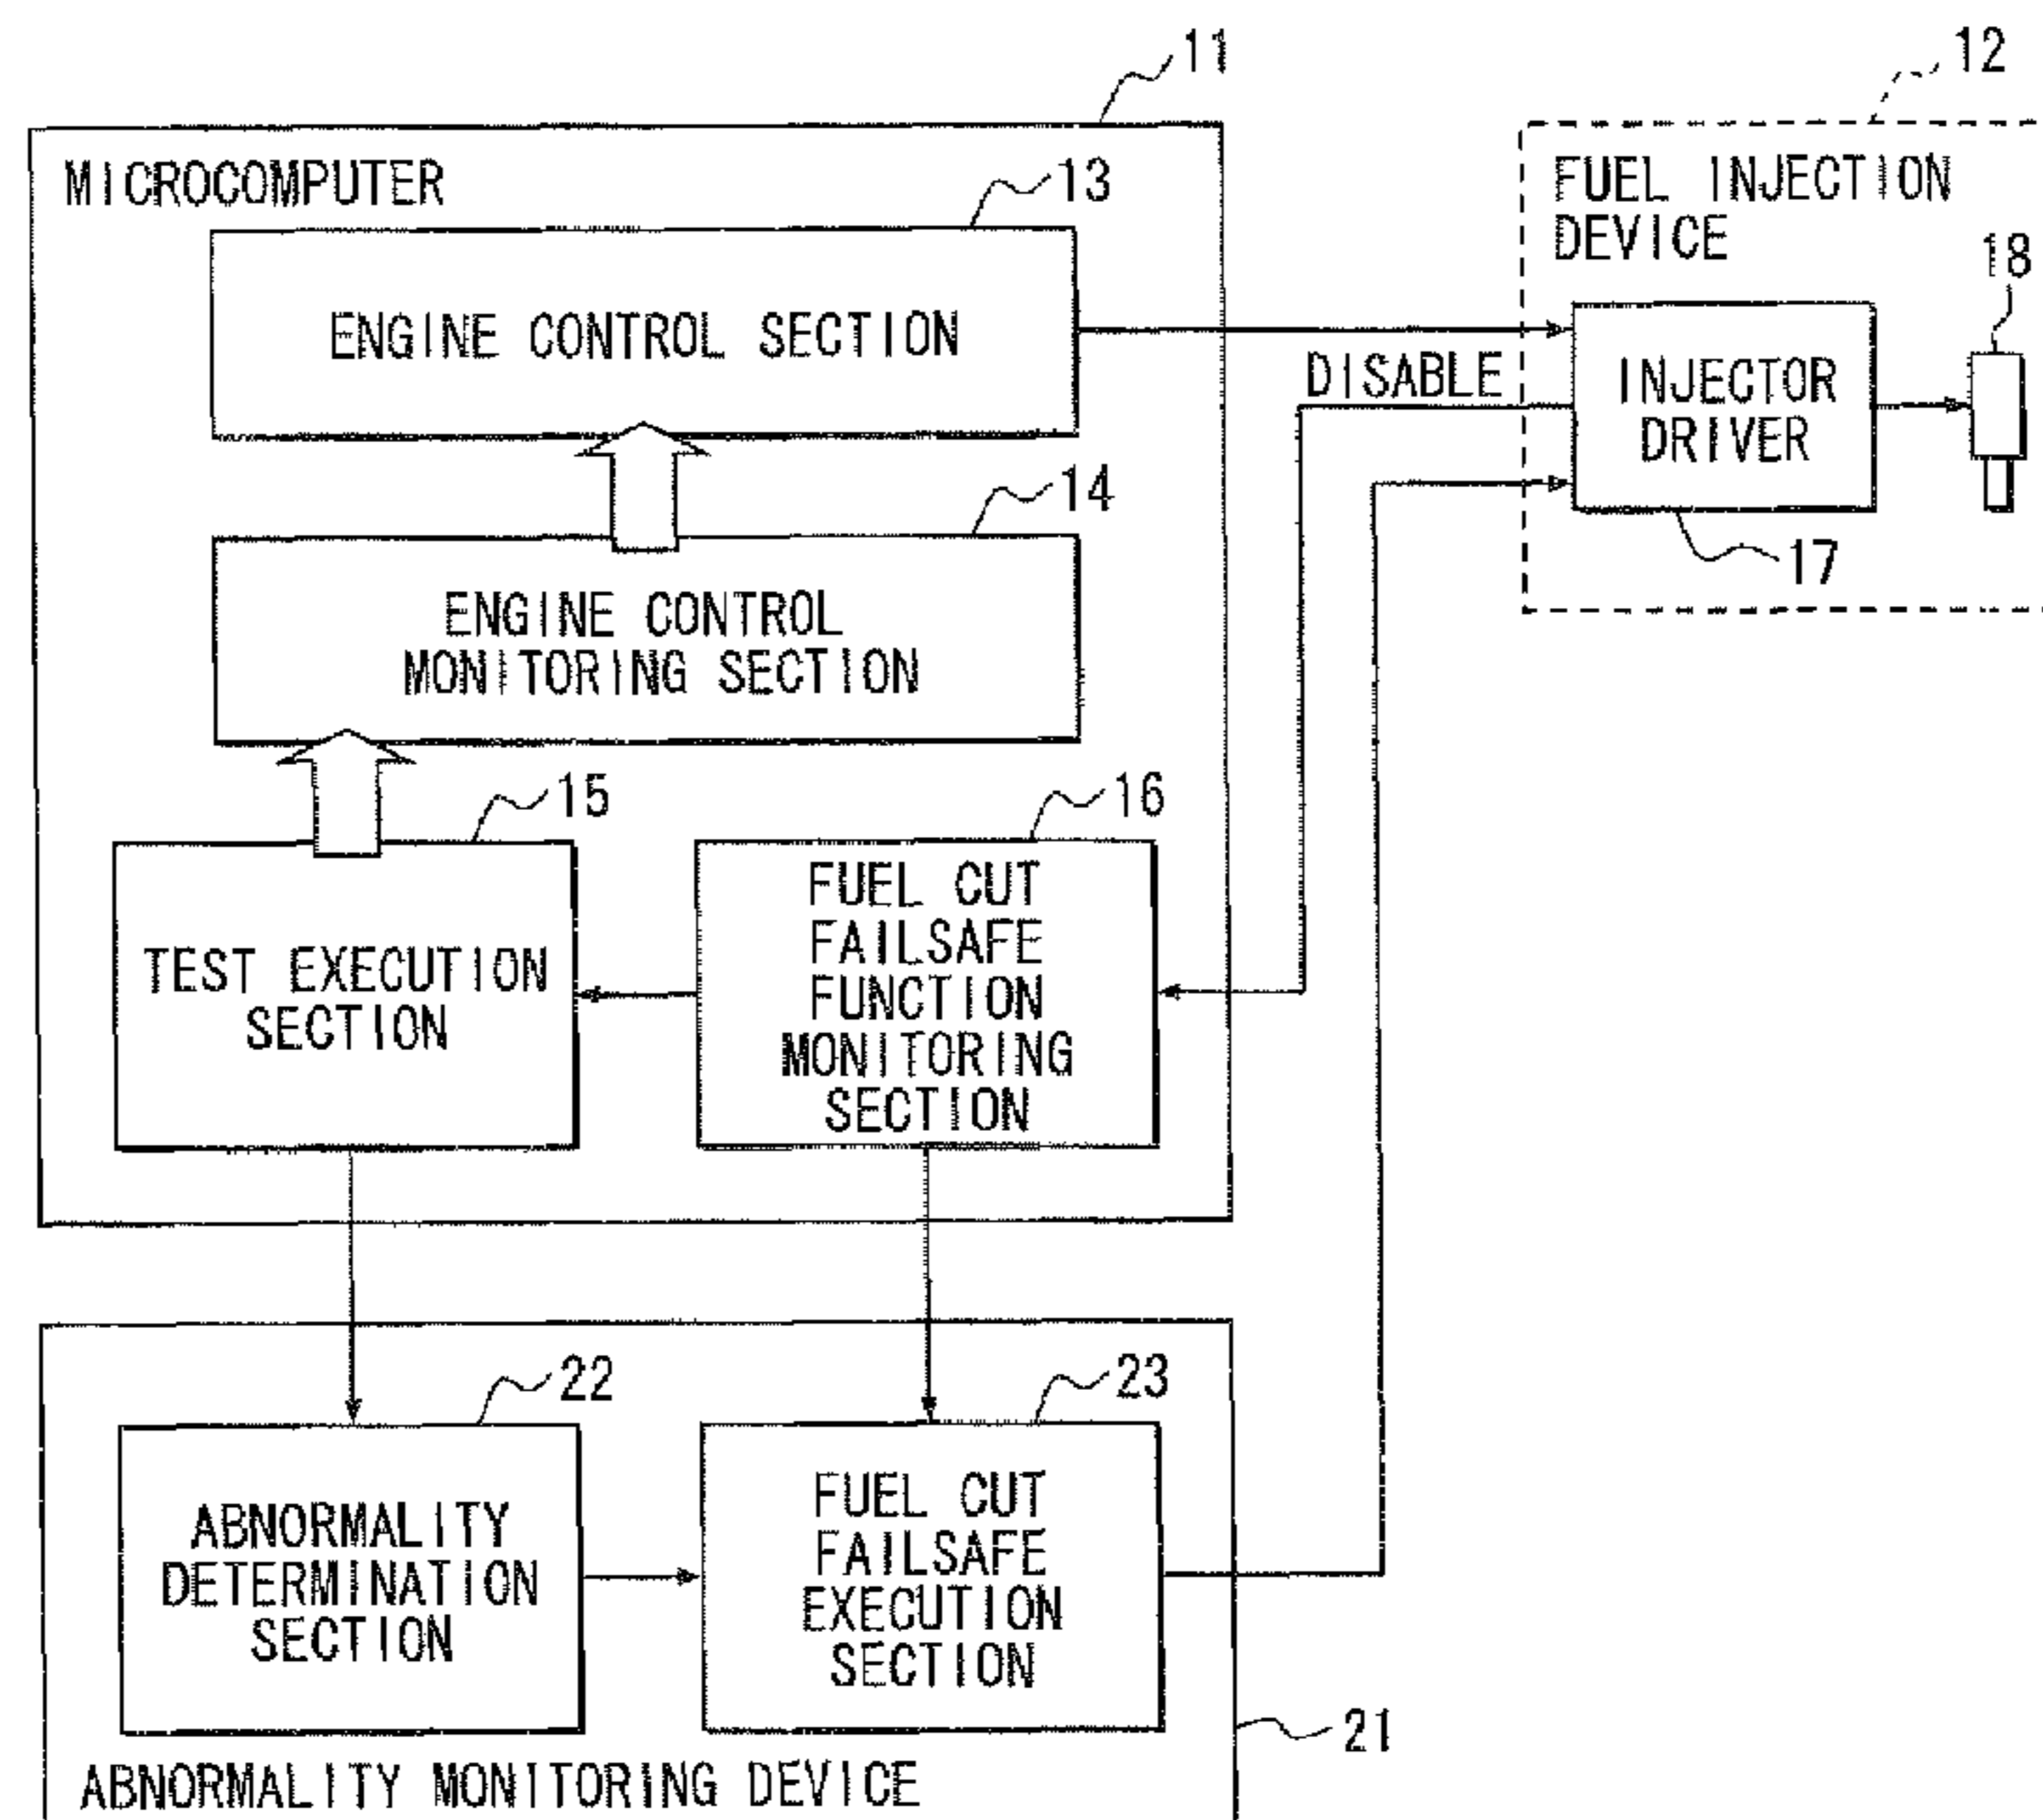 11
12
MICROCOMPUTER
13
FUEL INJECTION
DEVICE
18
ENGINE CONTROL SECTION
DISABLE
INJECTOR
DRIVER
14
17
ENGINE CONTROL
MONITORING SECTION
15
16
TEST EXECUTION
SECTION
FUEL CUT
FAILSAFE
FUNCTION
MONITORING
SECTION
22
23
ABNORMALITY
DETERMINATION
SECTION
FUEL CUT
FAILSAFE
EXECUTION
SECTION
21
ABNORMALITY MONITORING DEVICE